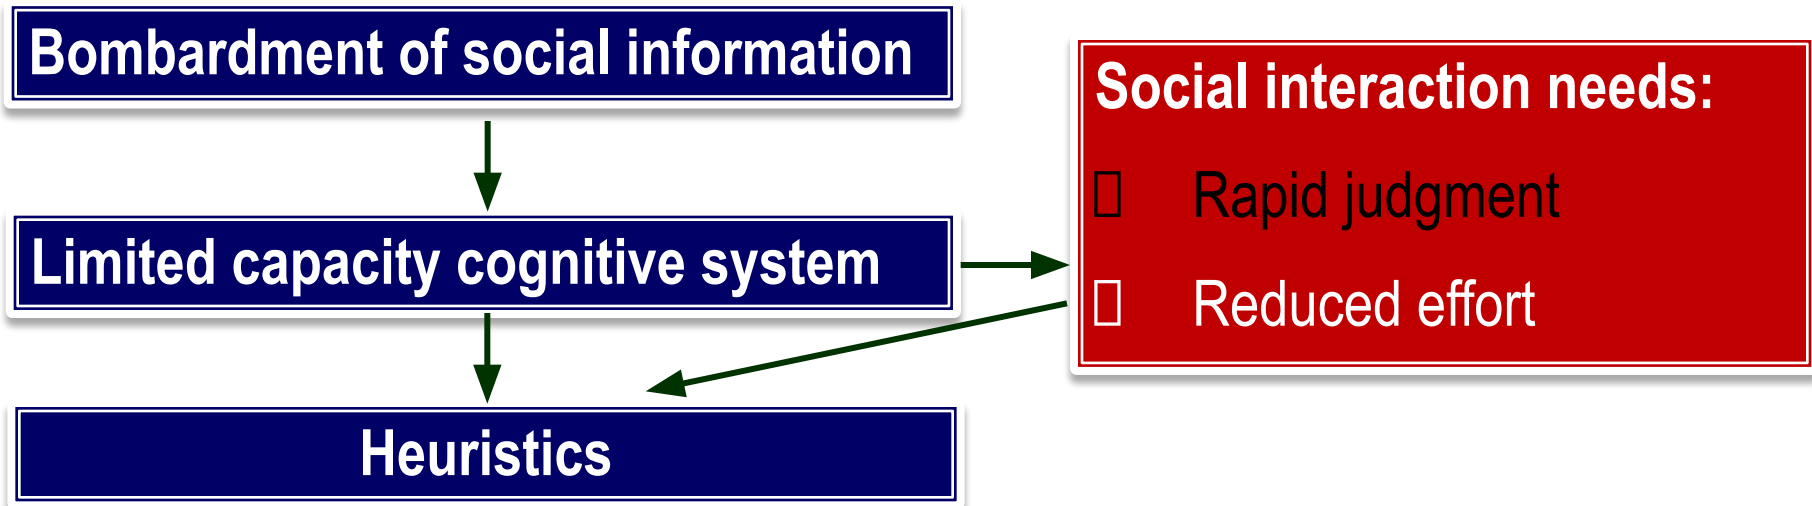 Bombardment of social information
Social interaction needs:
Rapid judgment
Limited capacity cognitive system
Reduced effort
Heuristics